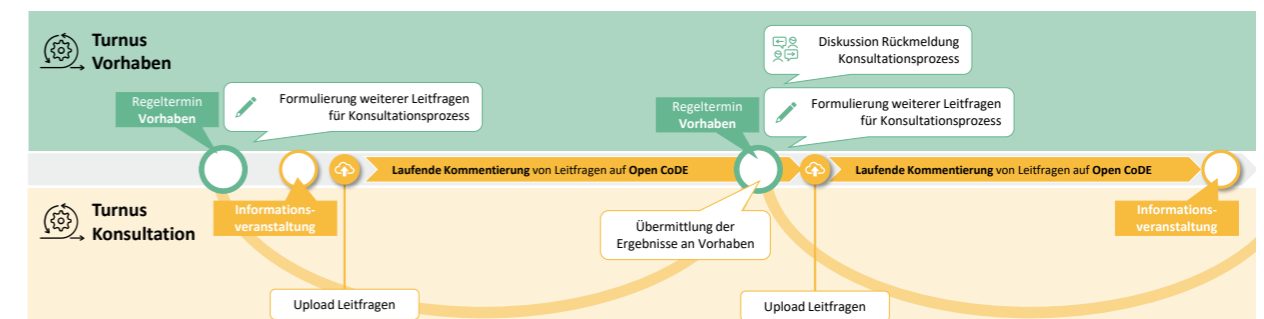 Turnus
Vorhaben
Regeltermin
Vorhaben
Formulierung weiterer Leitfragen
für Konsultationsprozess
Diskussion Rückmeldung
Konsultationsprozess
Regeltermin
Vorhaben
Formulierung weiterer Leitfragen
für Konsultationsprozess
Laufende Kommentierung von Leitfragen auf Open CoDE
Laufende Kommentierung von Leitfragen auf Open CoDE
Turnus
Konsultation
Informations-
veranstaltung
Übermittlung der
Ergebnisse an Vorhaben
Informations-
veranstaltung
Upload Leitfragen
Upload Leitfragen